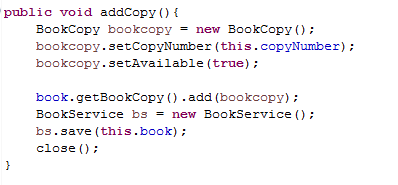 public void addCopy(){
    BookCopy bookcopy = new BookCopy();
    bookcopy.setCopyNumber(this.copyNumber);
    bookcopy.setAvailable(true);

    book.getBookCopy().add(bookcopy);
    BookService bs = new BookService();
    bs.save(this.book);
    close();
}